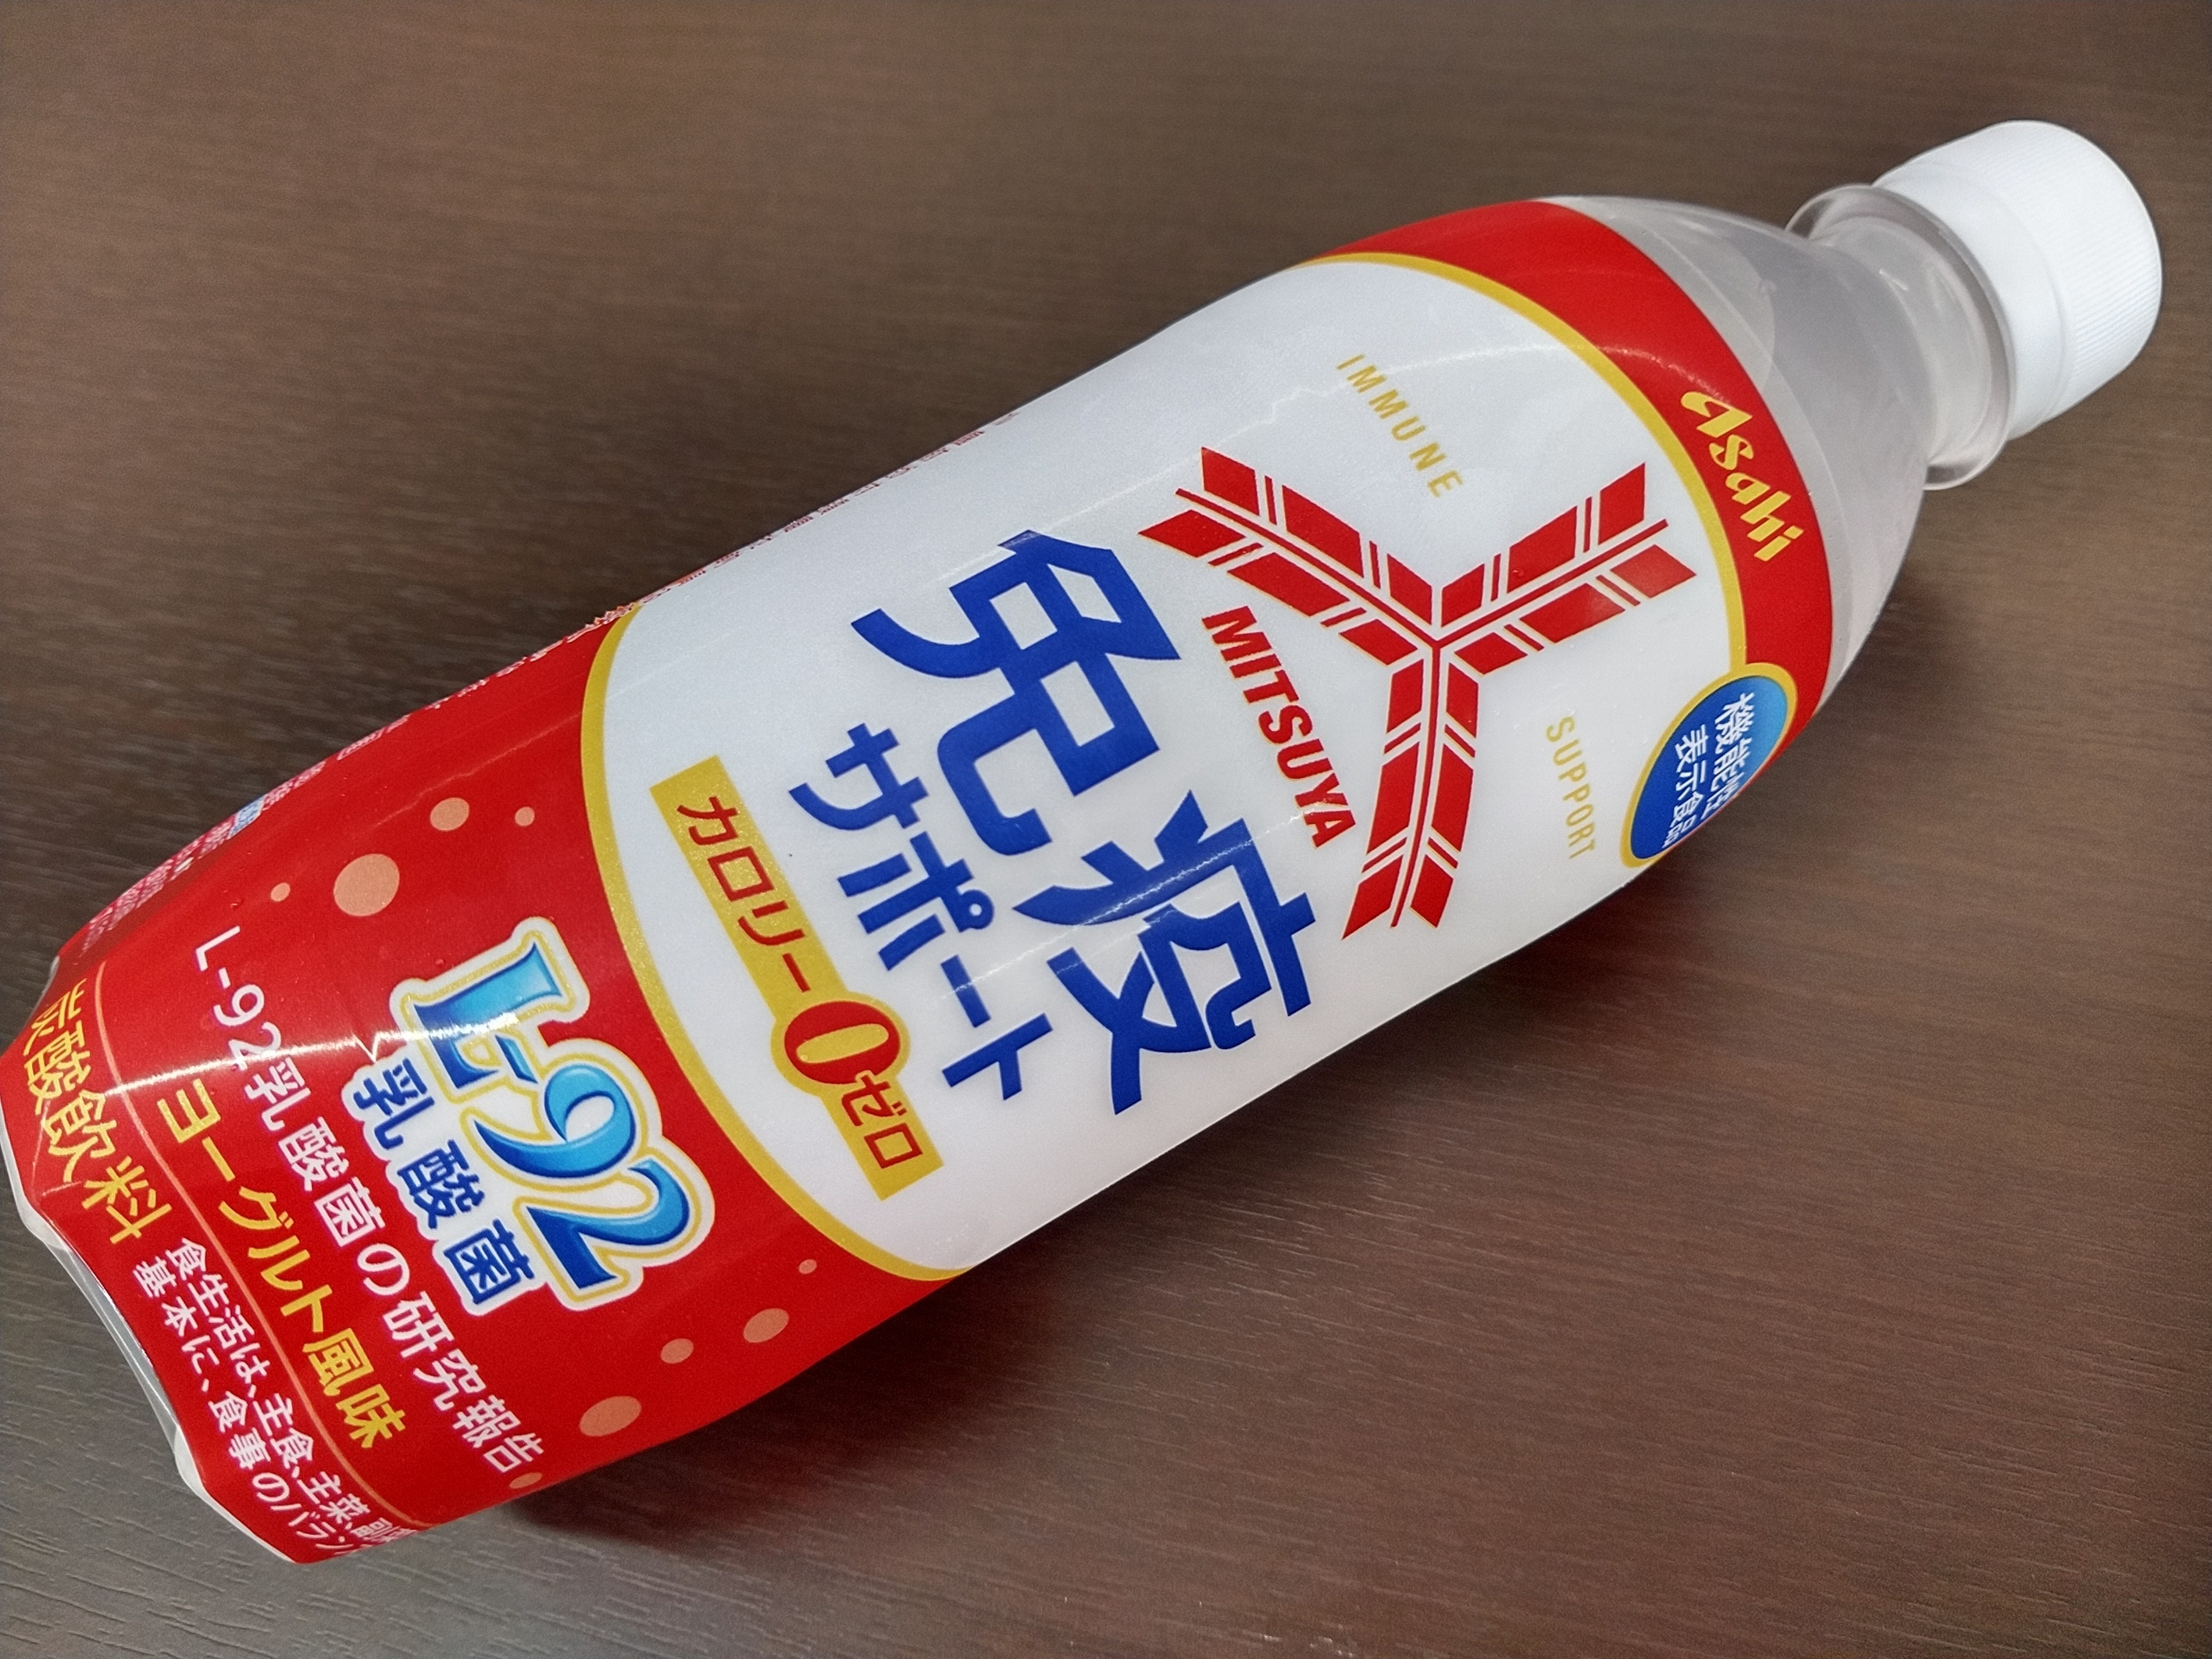 Asahi
機能性
表示食品
IMMUNE
SUPPORT
MITSUYA
免疫
サポート
カロリー0ゼロ
L-92
乳酸菌
L-92乳酸菌の研究報告
ヨーグルト風味
炭酸飲料
食生活は、主食、主菜、副
基本に、食事のバラン